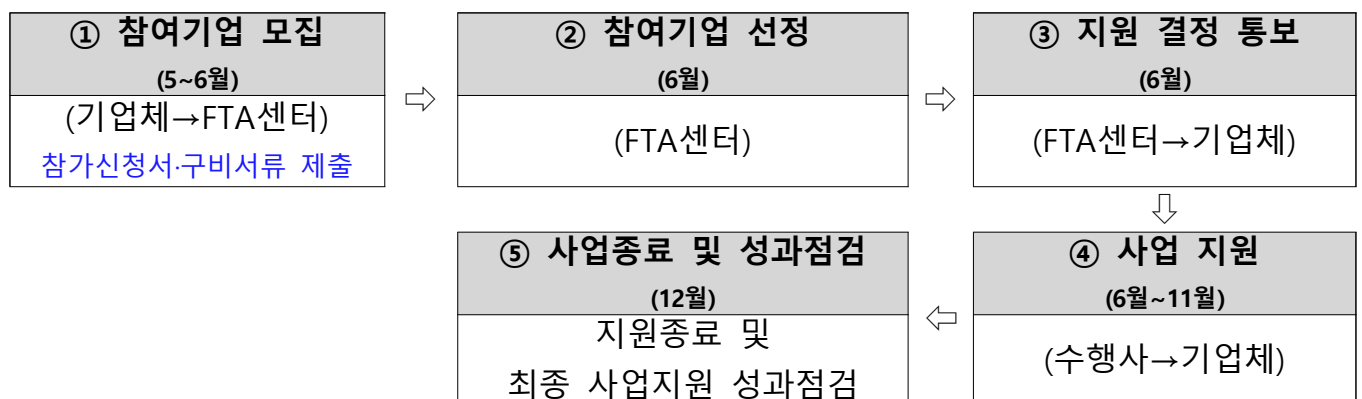 ① 참여기업 모집
(5~6월)
(기업체→FTA센터)
참가신청서·구비서류 제출
⇨
② 참여기업 선정
(6월)
(FTA센터)
⇨
③ 지원 결정 통보
(6월)
(FTA센터→기업체)
⇩
④ 사업 지원
(6월~11월)
(수행사→기업체)
⇦
⑤ 사업종료 및 성과점검
(12월)
지원종료 및
최종 사업지원 성과점검